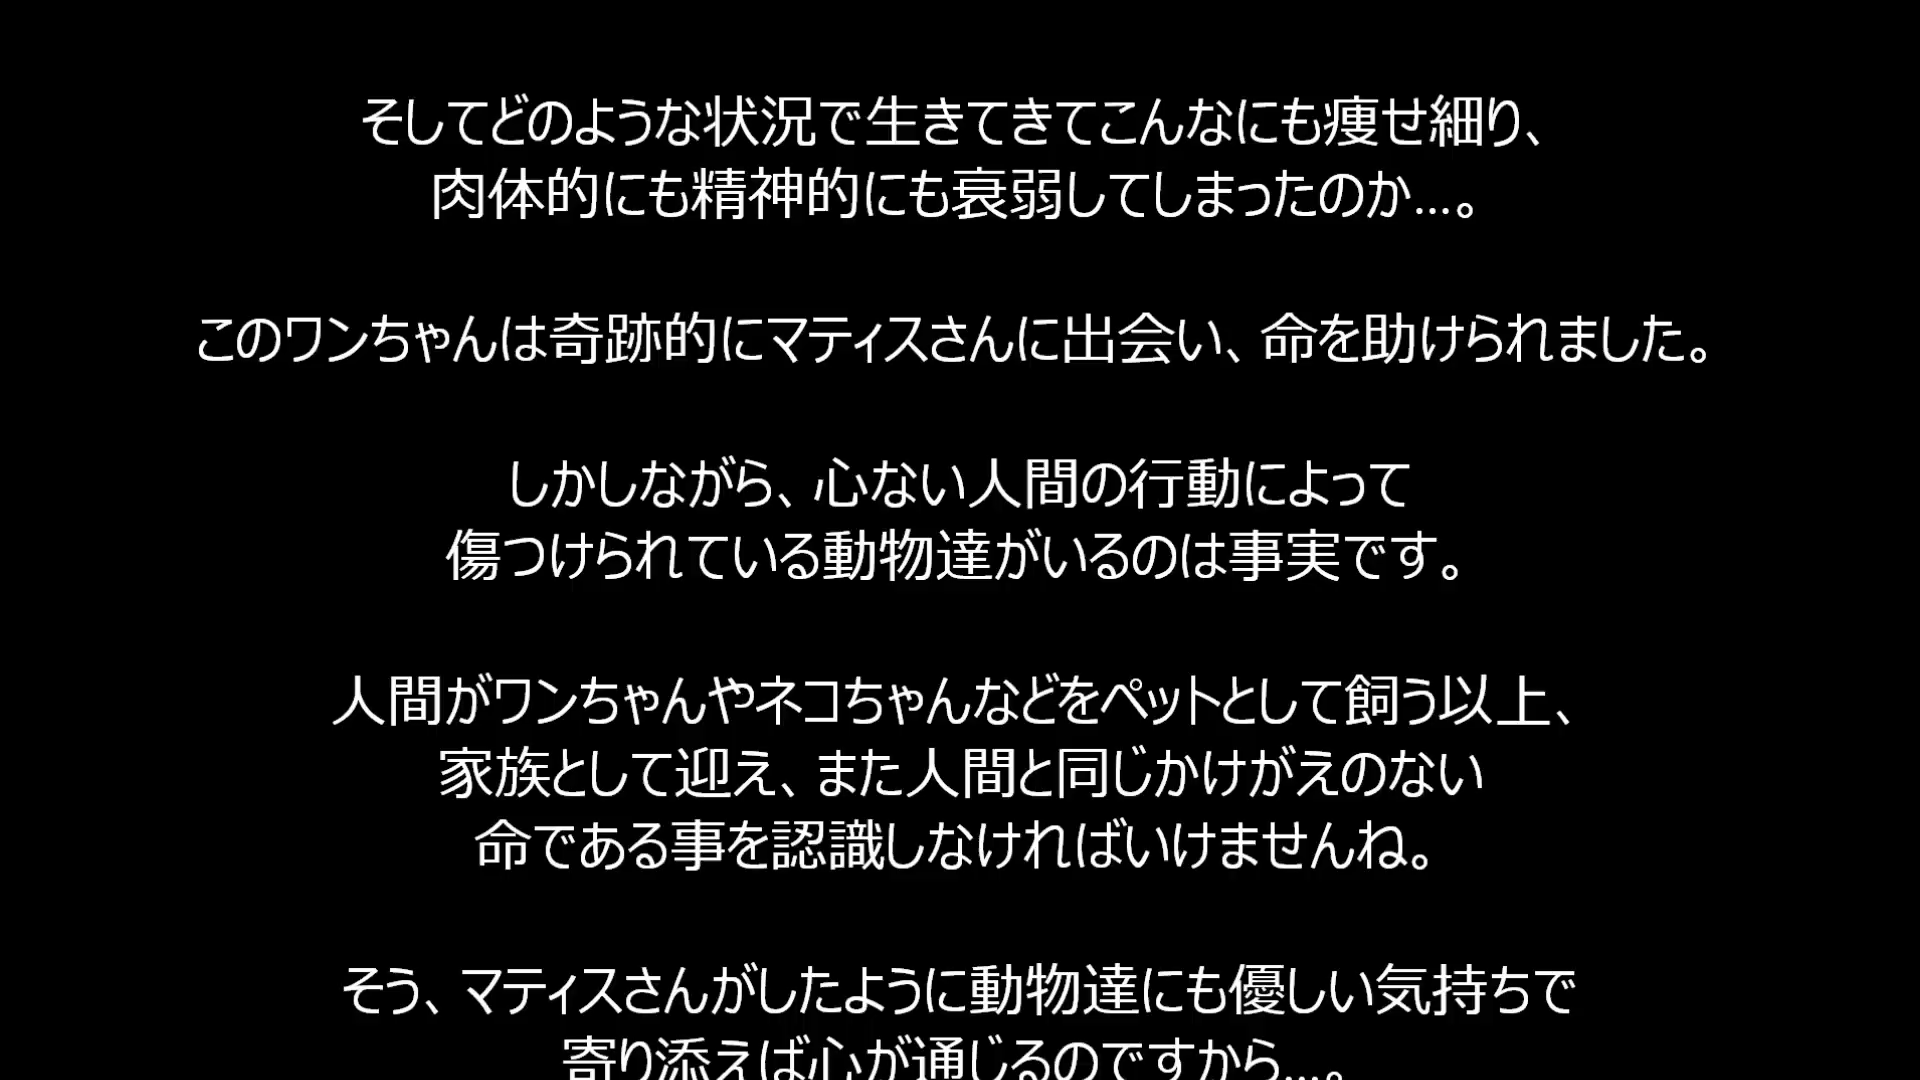 そしてどのような状況で生きてきてこんなにも痩せ細り、
肉体的にも精神的にも衰弱してしまったのか…。
このワンちゃんは奇跡的にマティスさんに出会い、命を助けられました。
しかしながら、心ない人間の行動によって
傷つけられている動物達がいるのは事実です。
人間がワンちゃんやネコちゃんなどをペットとして飼う以上、
家族として迎え、また人間と同じかけがえのない
命である事を認識しなければいけませんね。
そう、マティスさんがしたように動物達にも優しい気持ちで
寄り添えば心が通じるのですから…。